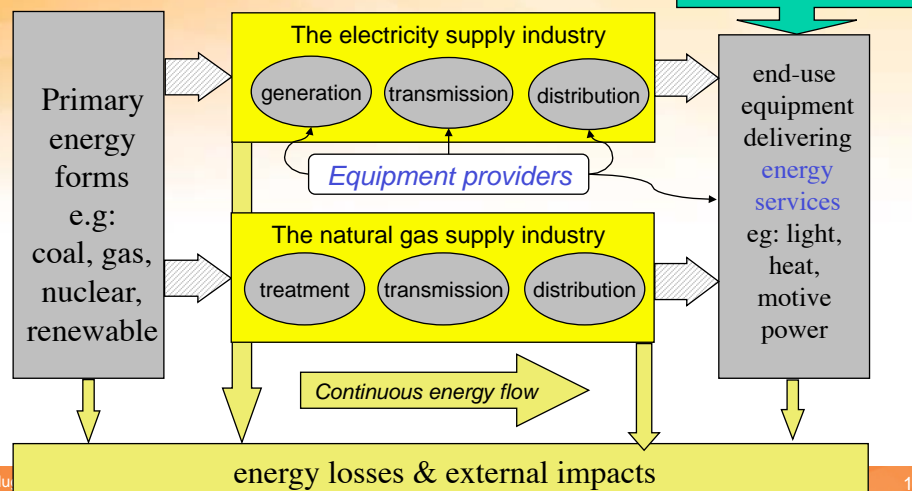 Primary
energy
forms
e.g:
coal, gas,
nuclear,
renewable
The electricity supply industry
generation
transmission
distribution
Equipment providers
The natural gas supply industry
treatment
transmission
distribution
Continuous energy flow
end-use
equipment
delivering
energy
services
eg: light,
heat,
motive
power
energy losses & external impacts